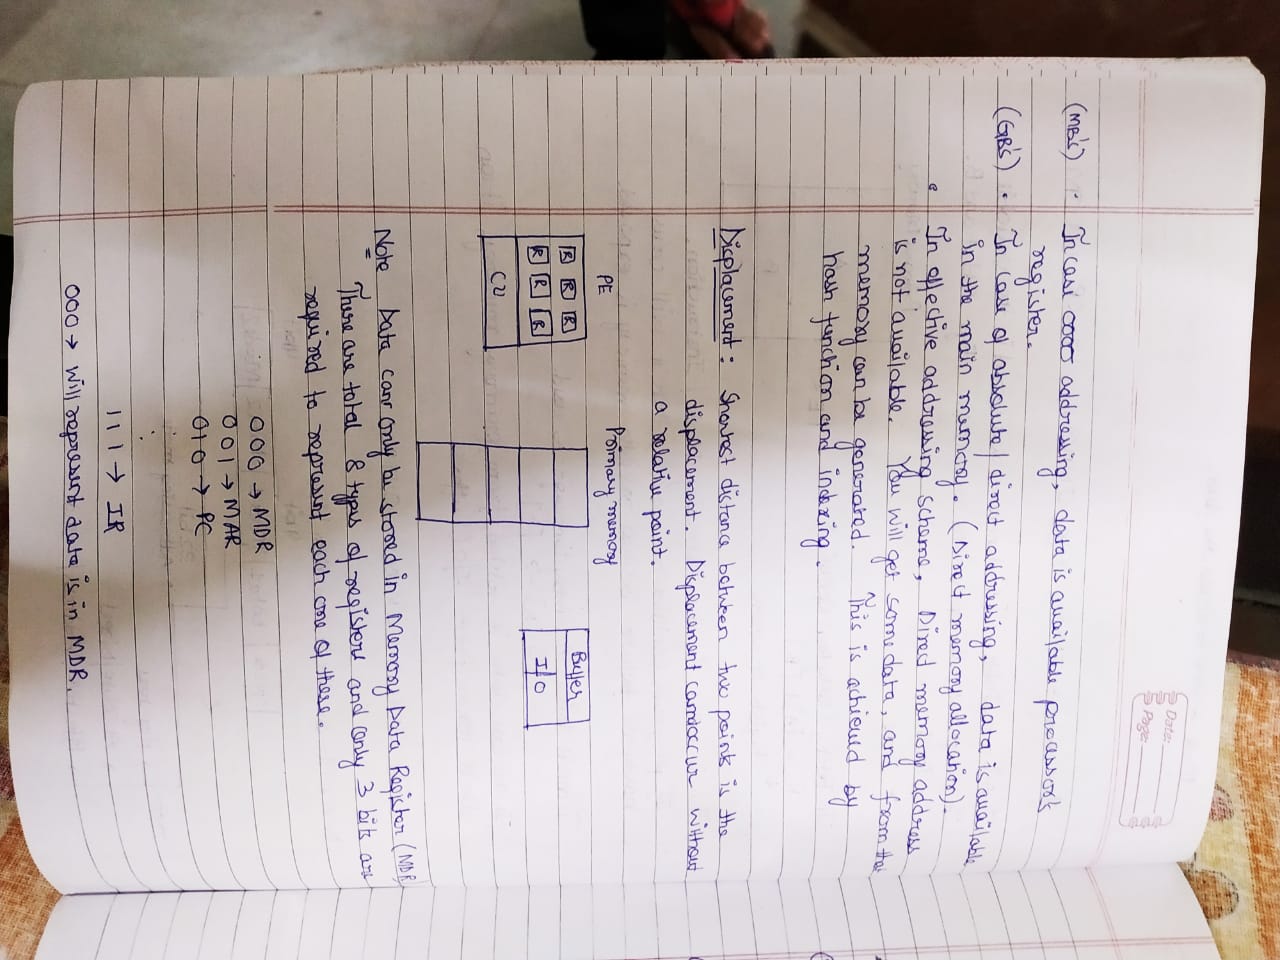 Date:
Page:
(MB's) In case addressing, data is available processor's
register.
(GB's) • In case of absolute/direct addressing, data is available
in the main memory. (Direct memory allocation).
• In effective addressing scheme, Direct memory address
is not available. You will get some data, and from that
memory can be generated. This is achieved by
hash function and indexing.
Displacement: Shortest distance between two points is the
displacement. Displacement cannot occur without
a relative point.
PE Primary memory
R R R
R R R
CU
Buffer
I/O
Note Data can only be stored in Memory Data Register (MDR)
There are total 8 types of registers and only 3 bits are
required to represent each one of these.
000 → MDR
001 → MAR
010 → PC
⋮
111 → IR
000 → will represent data is in MDR.